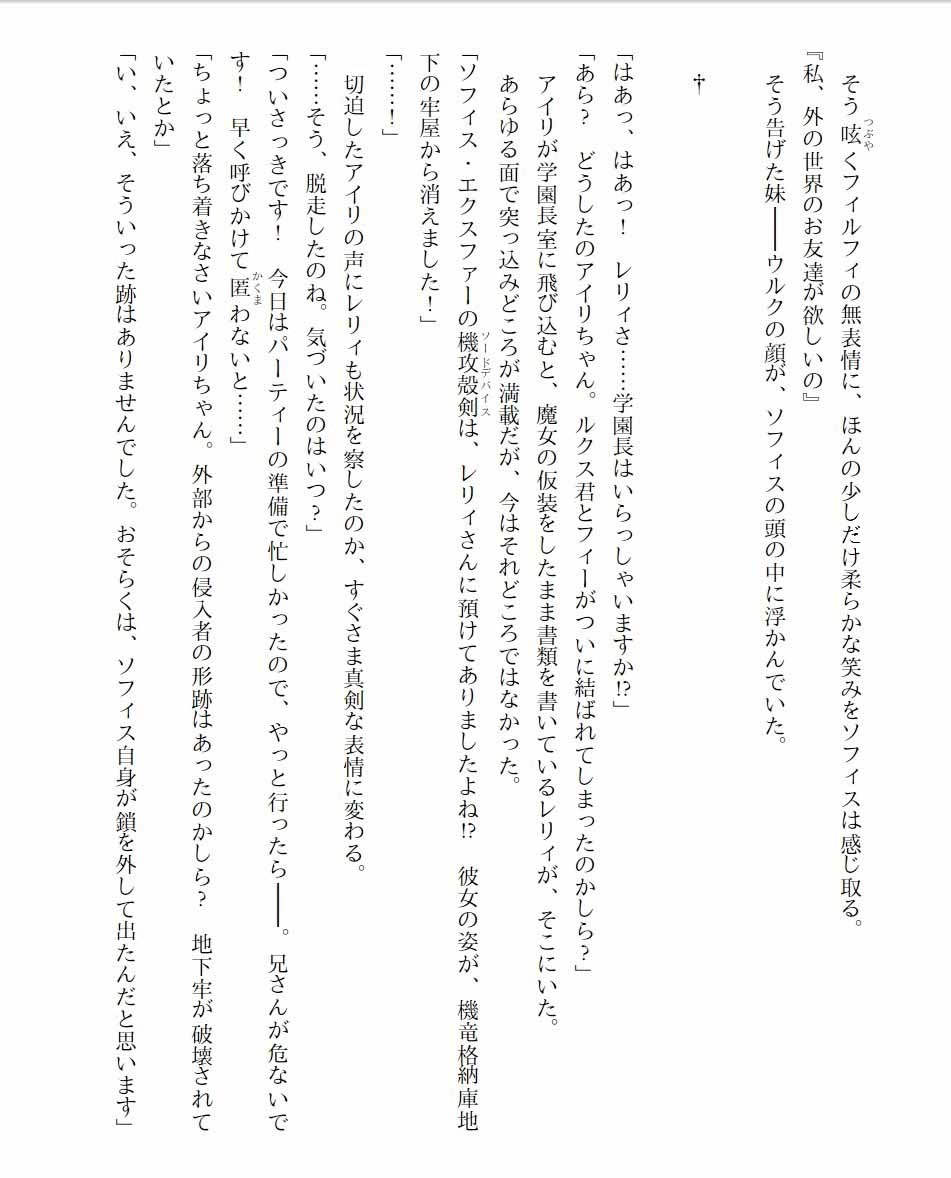 そう呟くフィルフィの無表情に、ほんの少しだけ柔らかな笑みをソフィスは感じ取る。
『私、外の世界のお友達が欲しいの』
そう告げた妹――ウルクの顔が、ソフィスの頭の中に浮かんでいた。
†
「はあっ、はあっ！　レリィさ……学園長はいらっしゃいますか!?」
「あら？　どうしたのアイリちゃん。ルクス君とフィーがついに結ばれてしまったのかしら？」
アイリが学園長室に飛び込むと、魔女の仮装をしたまま書類を書いているレリィが、そこにいた。
あらゆる面で突っ込みどころが満載だが、今はそれどころではなかった。
「ソフィス・エクスファーの機攻殻剣は、レリィさんに預けてありましたよね!?　彼女の姿が、機竜格納庫地
下の牢屋から消えました！」
「……！」
切迫したアイリの声にレリィも状況を察したのか、すぐさま真剣な表情に変わる。
「……そう、脱走したのね。気づいたのはいつ？」
「ついさっきです！　今日はパーティーの準備で忙しかったので、やっと行ったら――。兄さんが危ないで
す！　早く呼びかけて匿わないと……」
「ちょっと落ち着きなさいアイリちゃん。外部からの侵入者の形跡はあったのかしら？　地下牢が破壊されて
いたとか」
「い、いえ、そういった跡はありませんでした。おそらくは、ソフィス自身が鎖を外して出たんだと思います」
つぶや
ソードデバイス
かくま